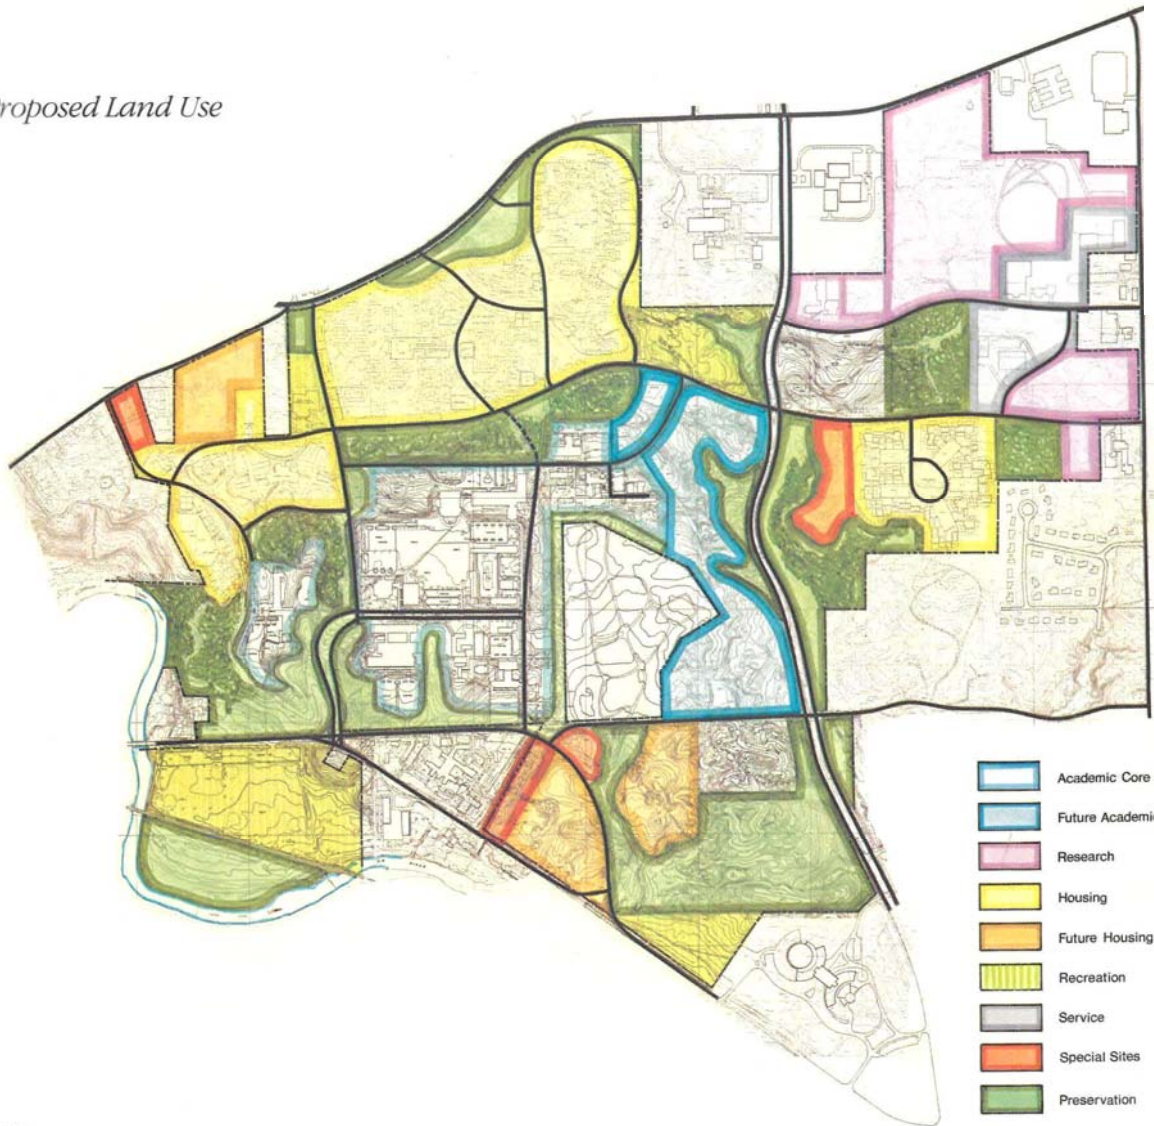 roposed Land Use
Academic Core
Future Academi
Research
Housing
Future Housing
Recreation
Service
Special Sites
Preservation